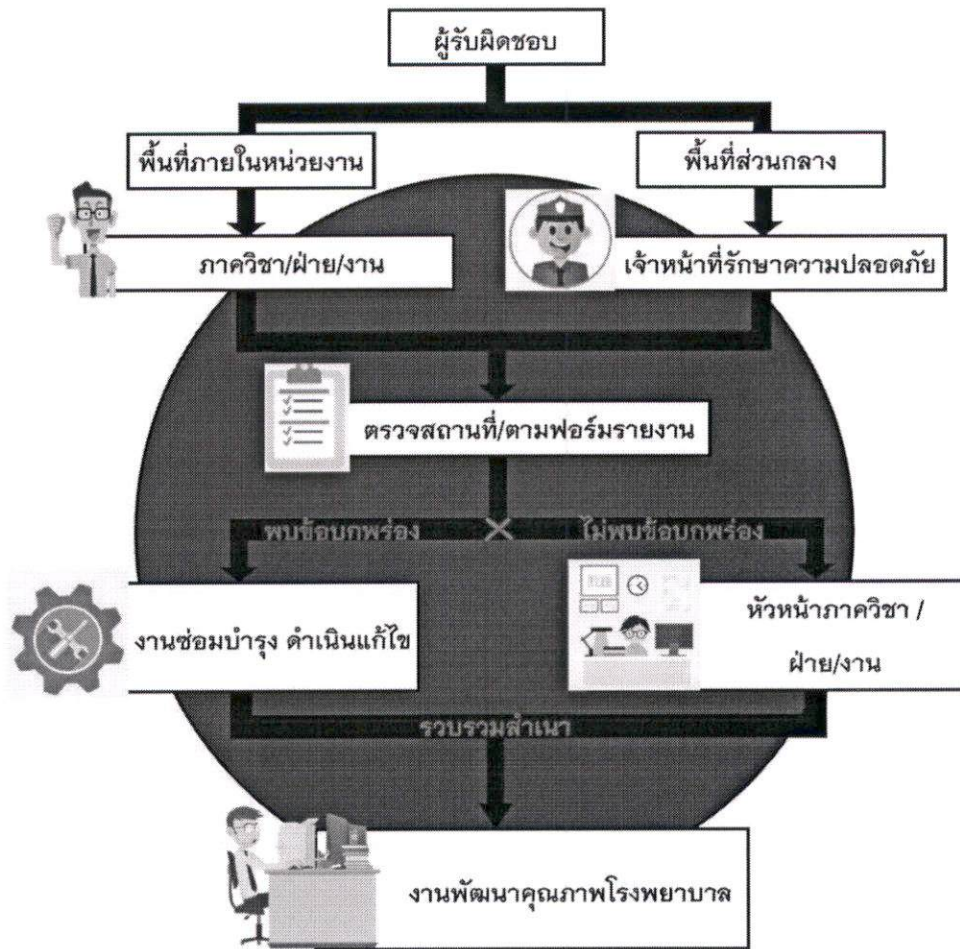 ผู้รับผิดชอบ
พื้นที่ภายในหน่วยงาน
พื้นที่ส่วนกลาง
ภาควิชา/ฝ่าย/งาน
เจ้าหน้าที่รักษาความปลอดภัย
ตรวจสถานที่/ตามฟอร์มรายงาน
พบข้อบกพร่อง
ไม่พบข้อบกพร่อง
งานซ่อมบำรุง ดำเนินแก้ไข
หัวหน้าภาควิชา /
ฝ่าย/งาน
รวบรวมสำเนา
งานพัฒนาคุณภาพโรงพยาบาล